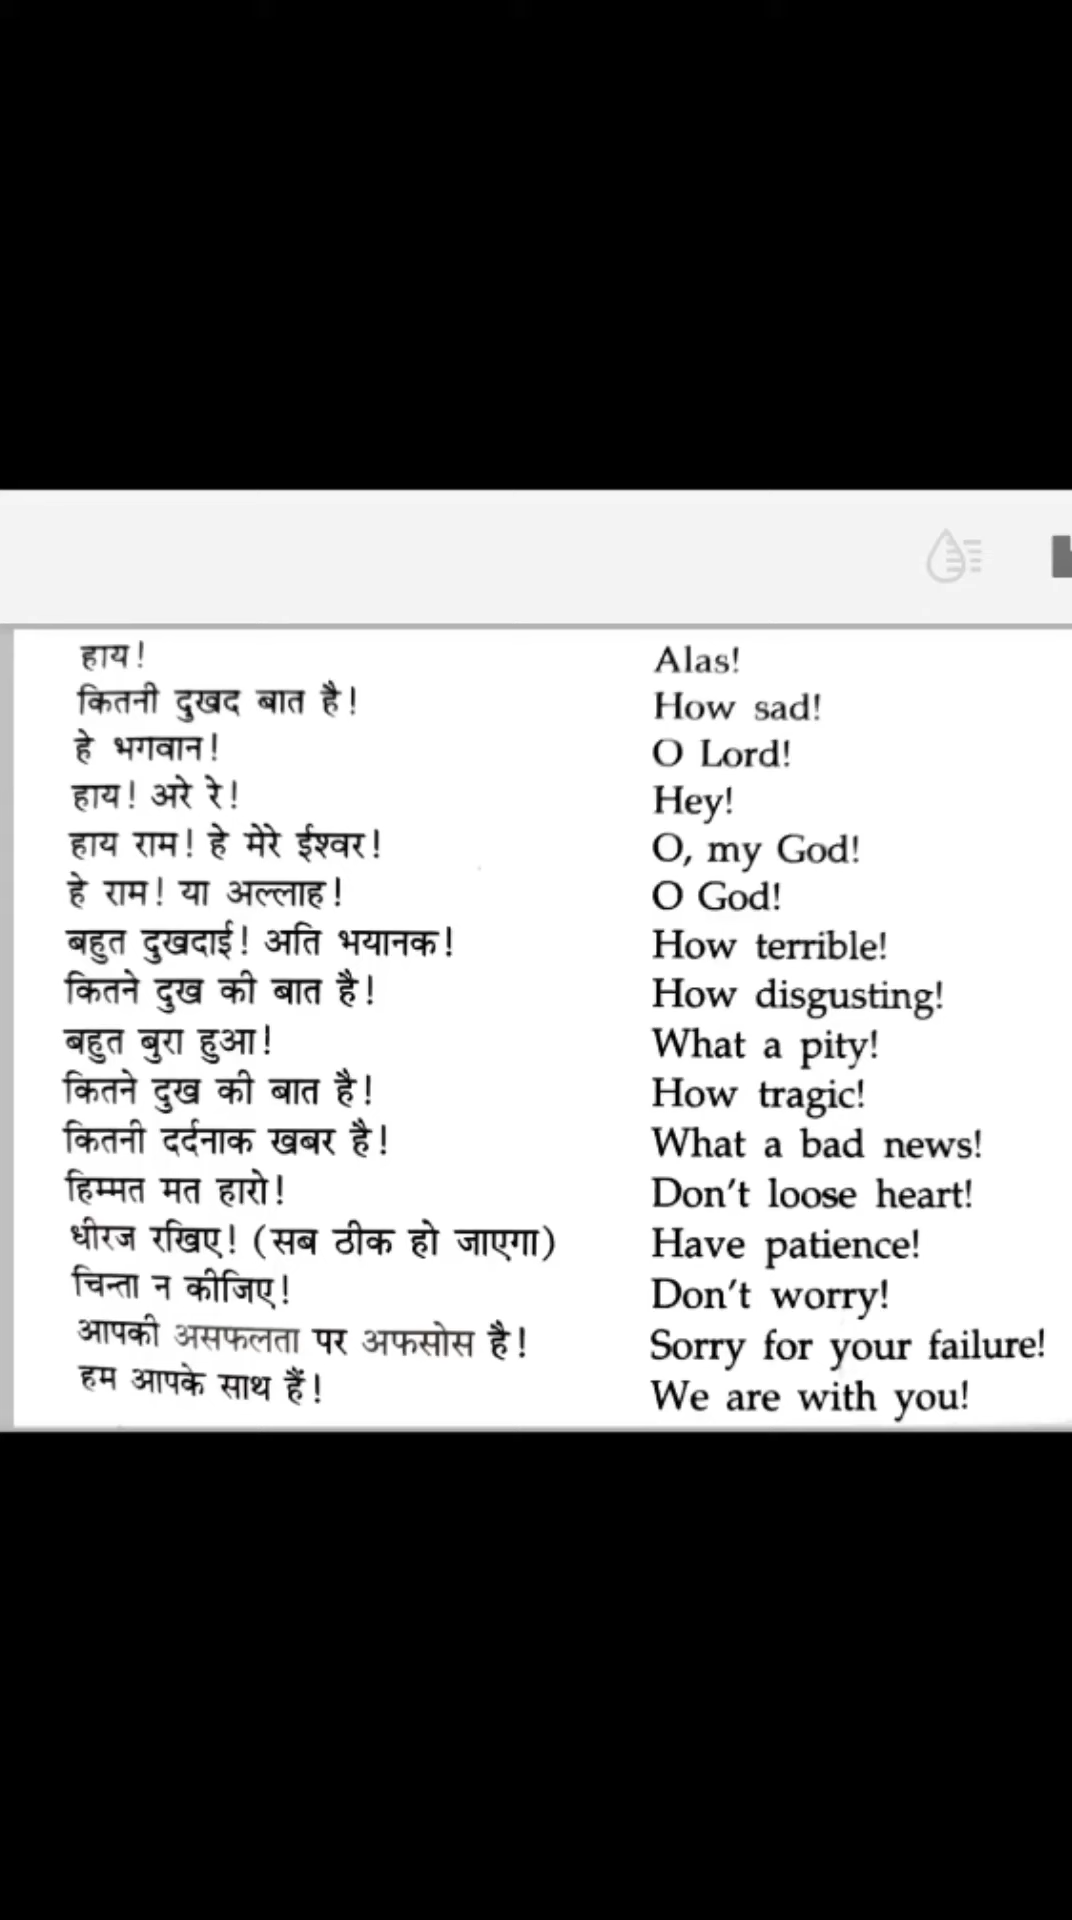 हाय! Alas!
कितनी दुखद बात है! How sad!
हे भगवान! O Lord!
हाय! अरे रे! Hey!
हाय राम! हे मेरे ईश्वर! O, my God!
हे राम! या अल्लाह! O God!
बहुत दुखदाई! अति भयानक! How terrible!
कितने दुख की बात है! How disgusting!
बहुत बुरा हुआ! What a pity!
कितने दुख की बात है! How tragic!
कितनी दर्दनाक खबर है! What a bad news!
हिम्मत मत हारो! Don't loose heart!
धीरज रखिए! (सब ठीक हो जाएगा) Have patience!
चिन्ता न कीजिए! Don't worry!
आपकी असफलता पर अफसोस है! Sorry for your failure!
हम आपके साथ हैं! We are with you!